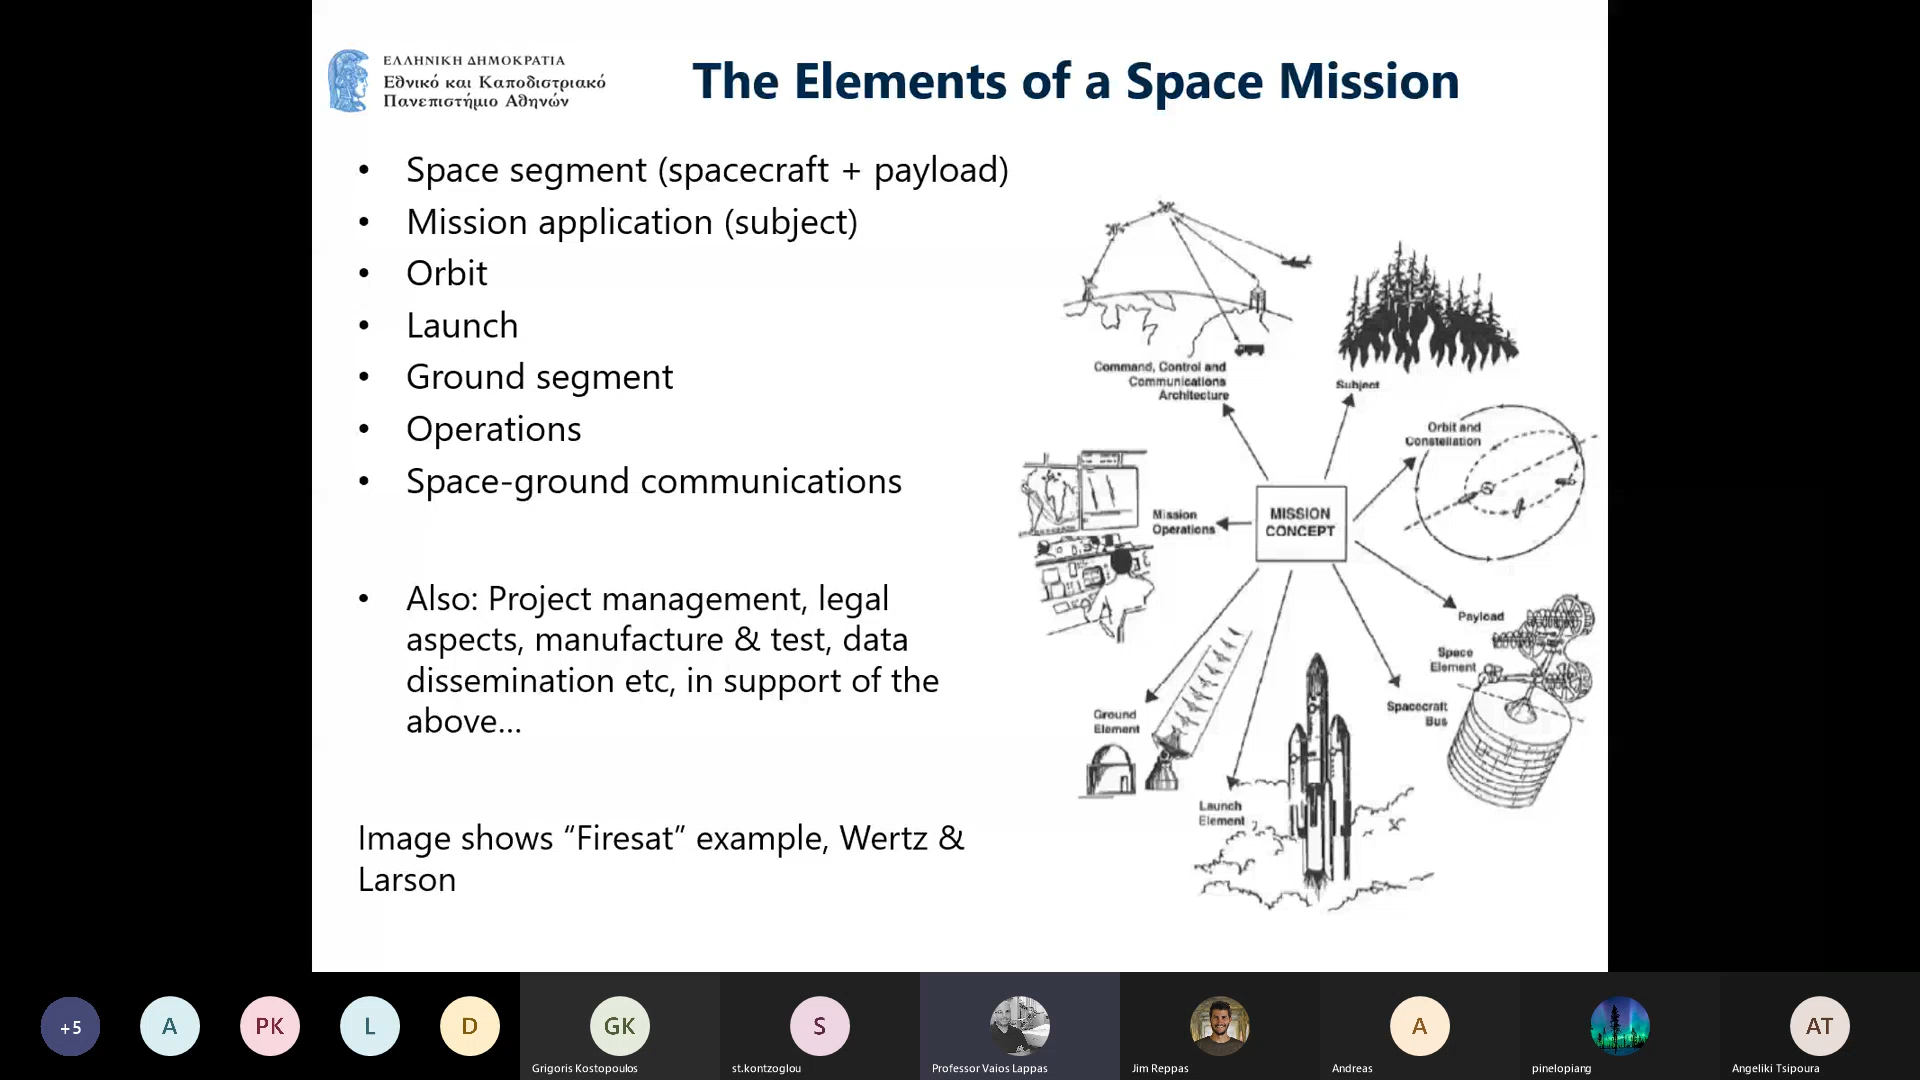 ΕΛΛΗΝΙΚΗ ΔΗΜΟΚΡΑΤΙΑ
Εθνικό και Καποδιστριακό
Πανεπιστήμιο Αθηνών
The Elements of a Space Mission
• Space segment (spacecraft + payload)
• Mission application (subject)
• Orbit
• Launch
• Ground segment
• Operations
• Space-ground communications
• Also: Project management, legal
aspects, manufacture & test, data
dissemination etc, in support of the
above...
Image shows “Firesat” example, Wertz &
Larson
Command, Control and
Communications
Architecture
Subject
Orbit and
Constellation
Mission
Operations
MISSION
CONCEPT
Payload
Space
Element
Spacecraft
Bus
Ground
Element
Launch
Element
+5
A
PK
L
D
GK
Grigoris Kostopoulos
S
st.kontzoglou
Professor Vaios Lappas
Jim Reppas
A
Andreas
pinelopiang
AT
Angeliki Tsipoura